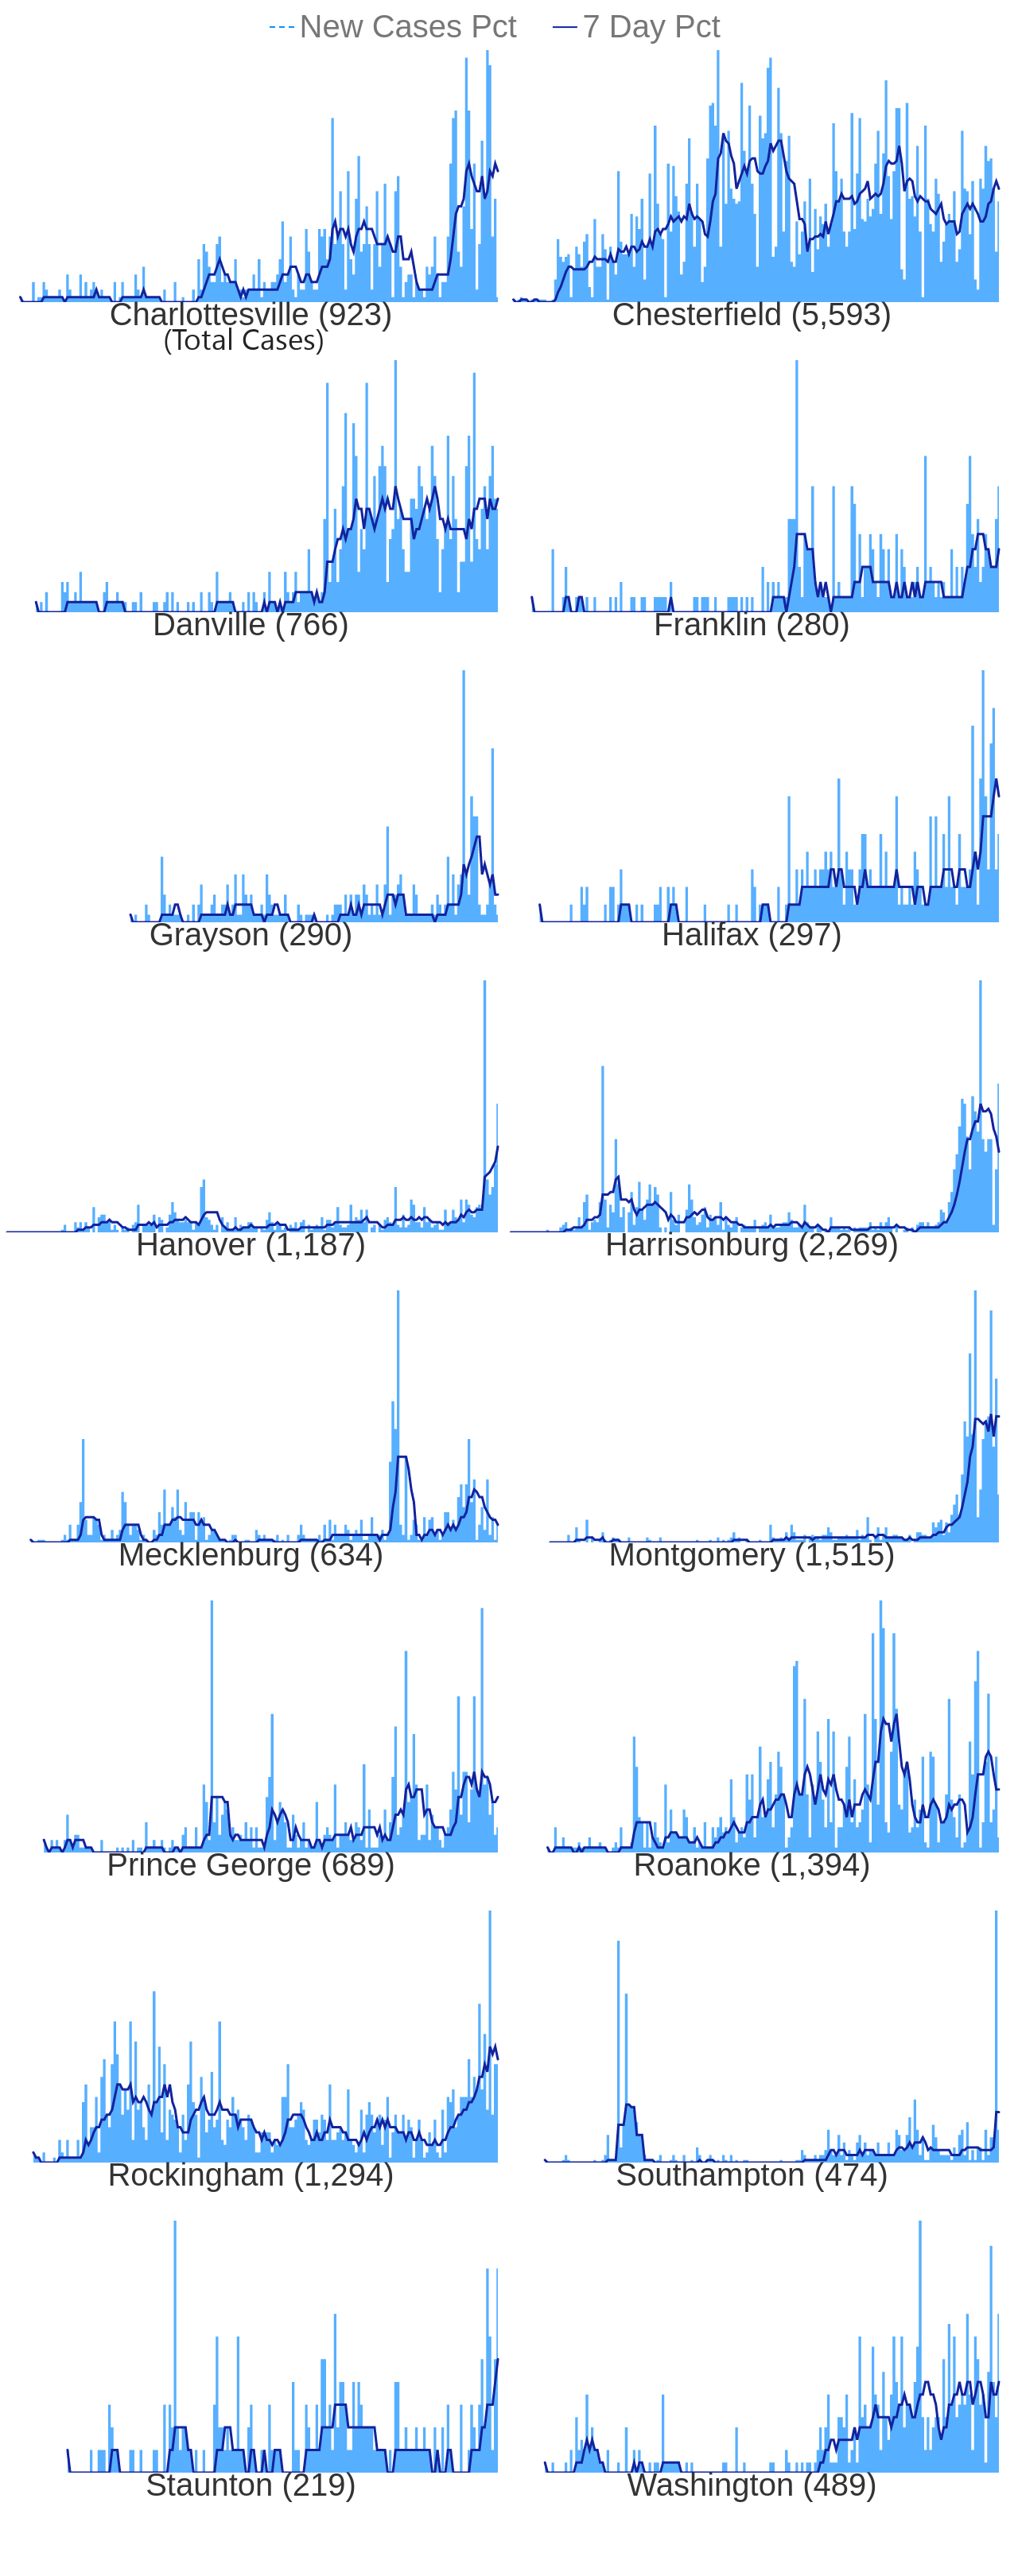 New Cases Pct 7 Day Pct
Charlottesville (923) Chesterfield (5,593)
(Total Cases)
Danville (766) Franklin (280)
Grayson (290) Halifax (297)
Hanover (1,187) Harrisonburg (2,269)
Mecklenburg (634) Montgomery (1,515)
Prince George (689) Roanoke (1,394)
Rockingham (1,294) Southampton (474)
Staunton (219) Washington (489)